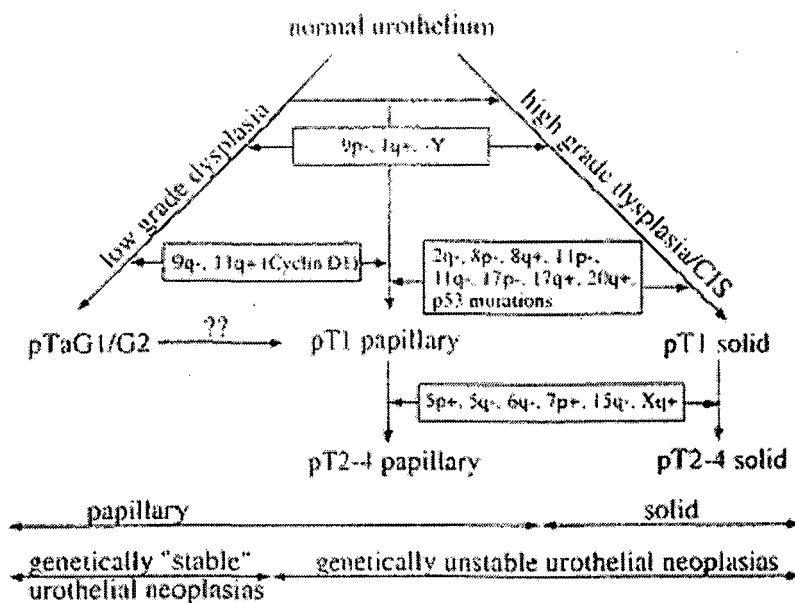 normal urothelium
low grade dysplasia
high grade dysplasia/CIS
9p-, 1q+, -Y
9q-, 11q+ (Cyclin D1)
2q-, 8p-, 8q+, 11p-,
11q-, 17p-, 17q+, 20q+,
p53 mutations
pTaG1/G2
??
pT1 papillary
pT1 solid
5p+, 5q-, 6q-, 7p+, 15q-, Xq+
pT2-4 papillary
pT2-4 solid
papillary
solid
genetically "stable"
urothelial neoplasias
genetically unstable urothelial neoplasias